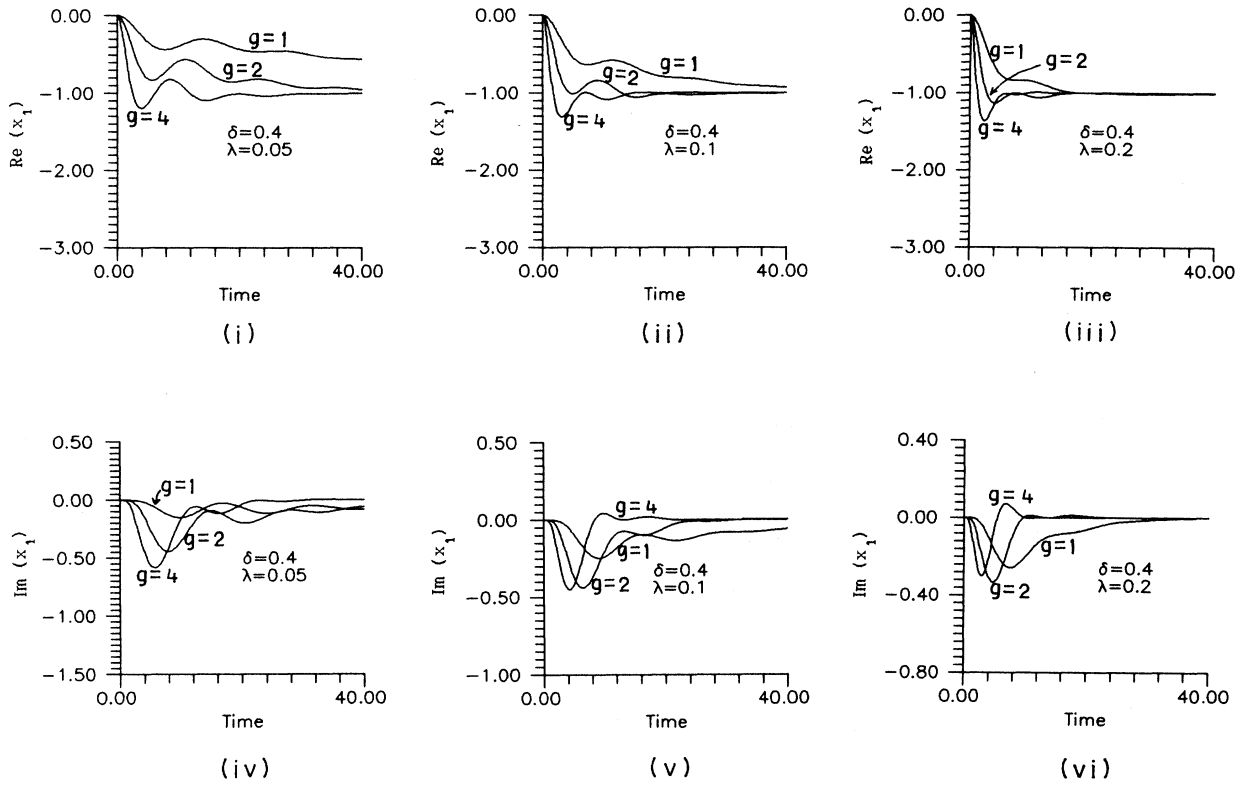 0.00
-1.00
-2.00
-3.00
Re (x₁)
g=1
g=2
g=4
δ=0.4
λ=0.05
0.00
40.00
Time
(i)
0.00
-1.00
-2.00
-3.00
Re (x₁)
g=1
g=2
g=4
δ=0.4
λ=0.1
0.00
40.00
Time
(ii)
0.00
-1.00
-2.00
-3.00
Re (x₁)
g=1
g=2
g=4
δ=0.4
λ=0.2
0.00
40.00
Time
(iii)
0.50
0.00
-0.50
-1.00
-1.50
Im (x₁)
g=1
g=2
g=4
δ=0.4
λ=0.05
0.00
40.00
Time
(iv)
0.50
0.00
-0.50
-1.00
Im (x₁)
g=4
g=1
g=2
δ=0.4
λ=0.1
0.00
40.00
Time
(v)
0.40
0.00
-0.40
-0.80
Im (x₁)
g=4
g=1
g=2
δ=0.4
λ=0.2
0.00
40.00
Time
(vi)